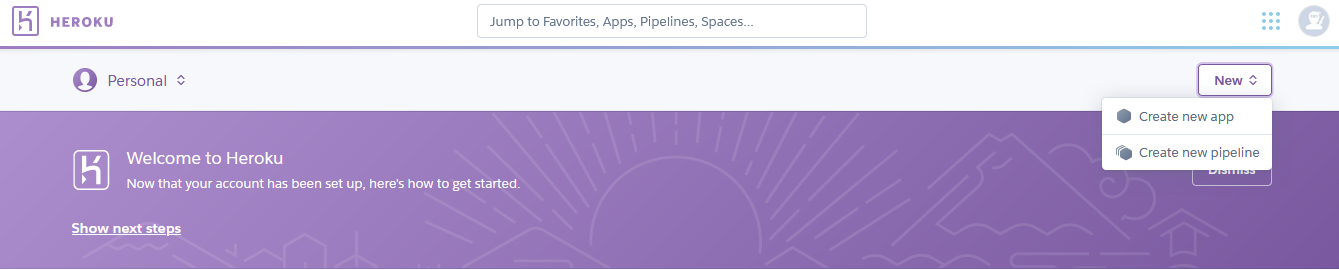 HEROKU
Jump to Favorites, Apps, Pipelines, Spaces...
Personal
New
Create new app
Create new pipeline
Dismiss
Welcome to Heroku
Now that your account has been set up, here's how to get started.
Show next steps